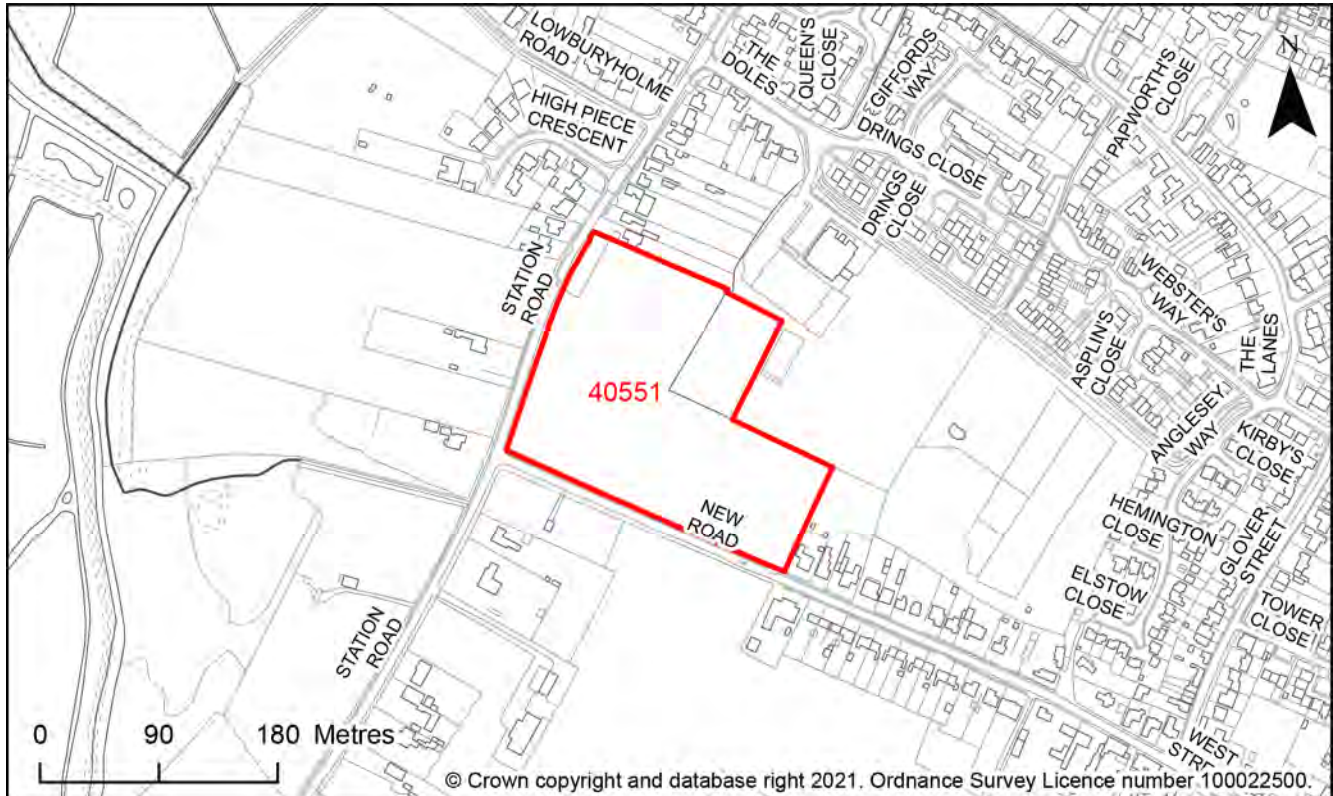 LOWBURYHOLME
ROAD
THE
DOLES
QUEEN'S
CLOSE
GIFFORDS
WAY
PAPWORTH'S
CLOSE
N
HIGH PIECE
CRESCENT
DRINGS CLOSE
DRINGS
CLOSE
STATION
ROAD
WEBSTER'S
WAY
THE
LANES
ASPLIN'S
CLOSE
40551
ANGLESEY
WAY
KIRBY'S
CLOSE
NEW
ROAD
HEMINGTON
CLOSE
GLOVER
STREET
ELSTOW
CLOSE
TOWER
CLOSE
STATION
ROAD
WEST
0 90 180 Metres
© Crown copyright and database right 2021. Ordnance Survey Licence number 100022500.